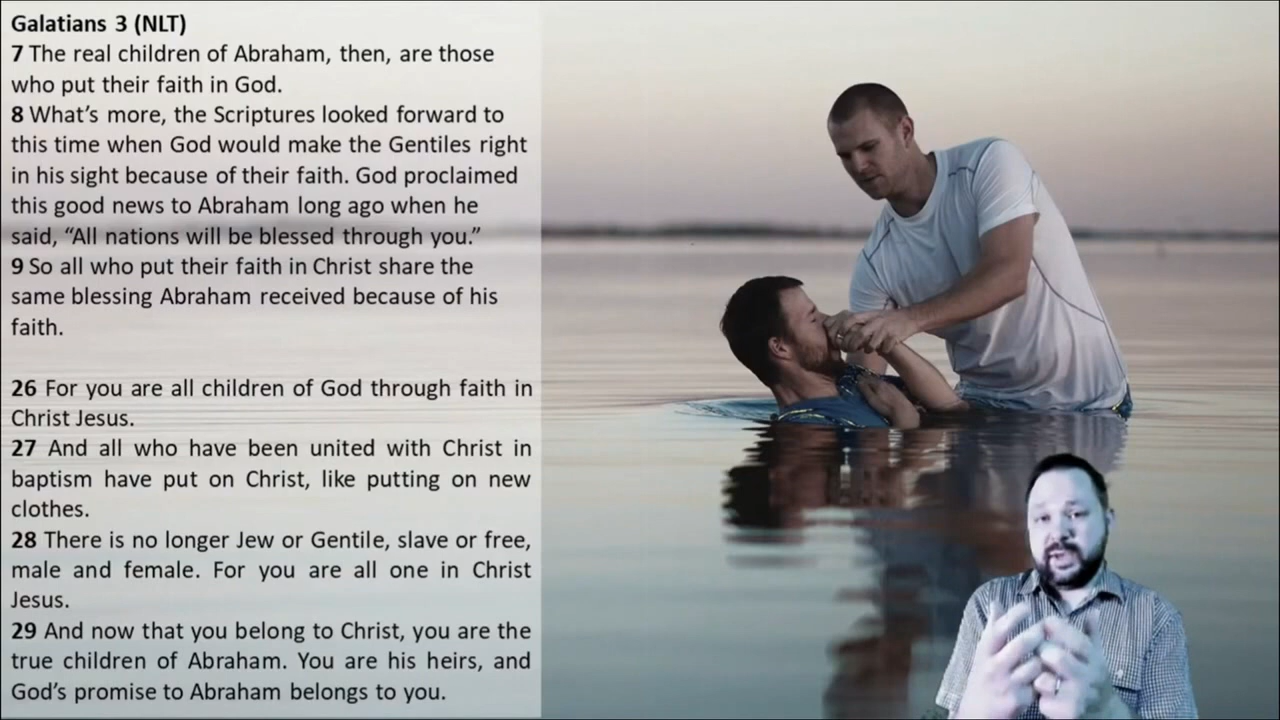 Galatians 3 (NLT)
7 The real children of Abraham, then, are those
who put their faith in God.
8 What’s more, the Scriptures looked forward to
this time when God would make the Gentiles right
in his sight because of their faith. God proclaimed
this good news to Abraham long ago when he
said, “All nations will be blessed through you.”
9 So all who put their faith in Christ share the
same blessing Abraham received because of his
faith.
26 For you are all children of God through faith in
Christ Jesus.
27 And all who have been united with Christ in
baptism have put on Christ, like putting on new
clothes.
28 There is no longer Jew or Gentile, slave or free,
male and female. For you are all one in Christ
Jesus.
29 And now that you belong to Christ, you are the
true children of Abraham. You are his heirs, and
God’s promise to Abraham belongs to you.